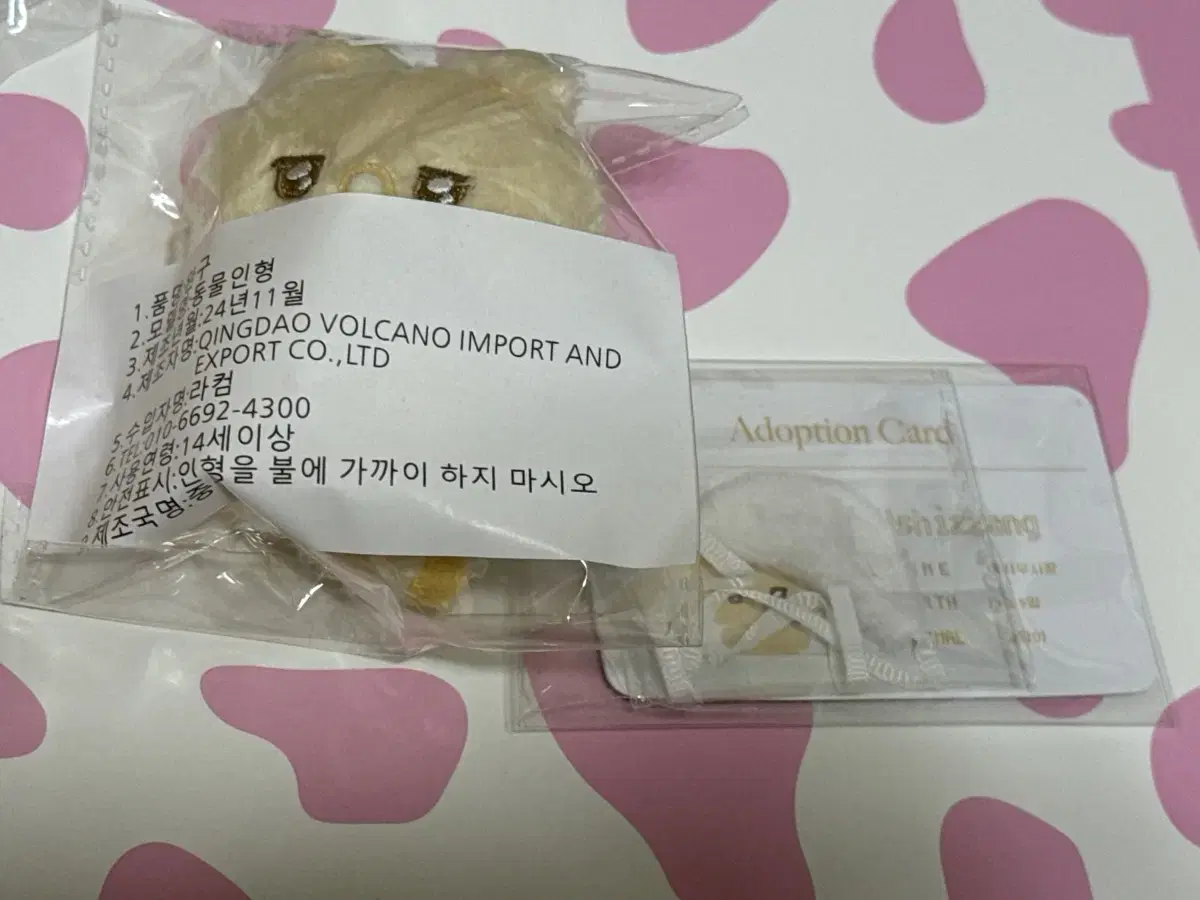 1.품명:완구
2.모델명:동물인형
3.제조연월:24년11월
4.제조자명:QINGDAO VOLCANO IMPORT AND
EXPORT CO.,LTD
5.수입자명:라컴
6.TEL:010-6692-4300
7.사용연령:14세이상
8.안전표시:인형을 불에 가까이 하지 마시오
9.제조국명:중
Adoption Card